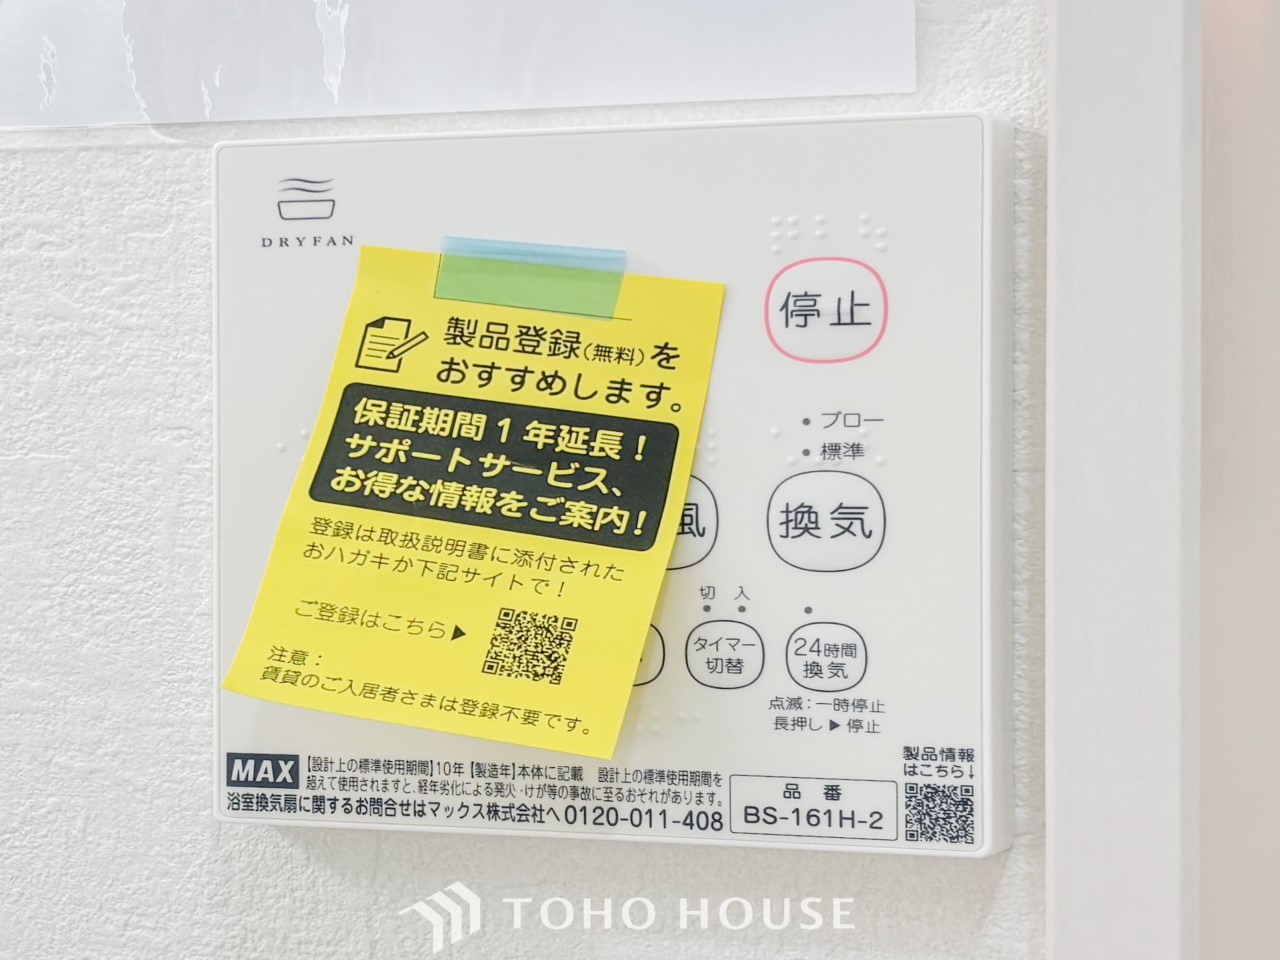 DRYFAN
停止
製品登録(無料)を
おすすめします。
保証期間1年延長！
サポートサービス、
お得な情報をご案内！
登録は取扱説明書に添付された
おハガキか下記サイトで！
ご登録はこちら▶
注意：
賃貸のご入居者さまは登録不要です。
ブロー
標準
風
換気
切 入
タイマー
切替
24時間
換気
点滅：一時停止
長押し▶停止
製品情報
はこちら↓
MAX
【設計上の標準使用期間】10年【製造年】本体に記載 設計上の標準使用期間を
超えて使用されますと、経年劣化による発火・けが等の事故に至るおそれがあります。
浴室換気扇に関するお問合せはマックス株式会社へ 0120-011-408
品番
BS-161H-2
TOHO HOUSE